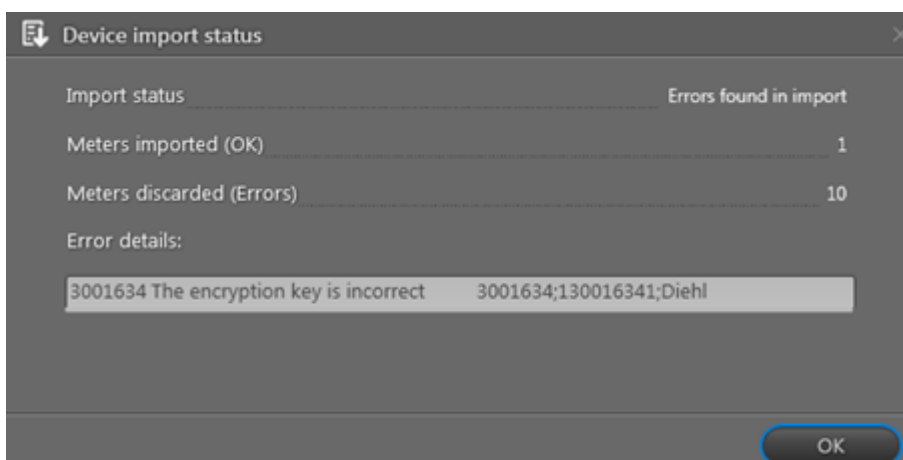 Device import status
Import status Errors found in import
Meters imported (OK) 1
Meters discarded (Errors) 10
Error details:
3001634 The encryption key is incorrect 3001634;130016341;Diehl
OK